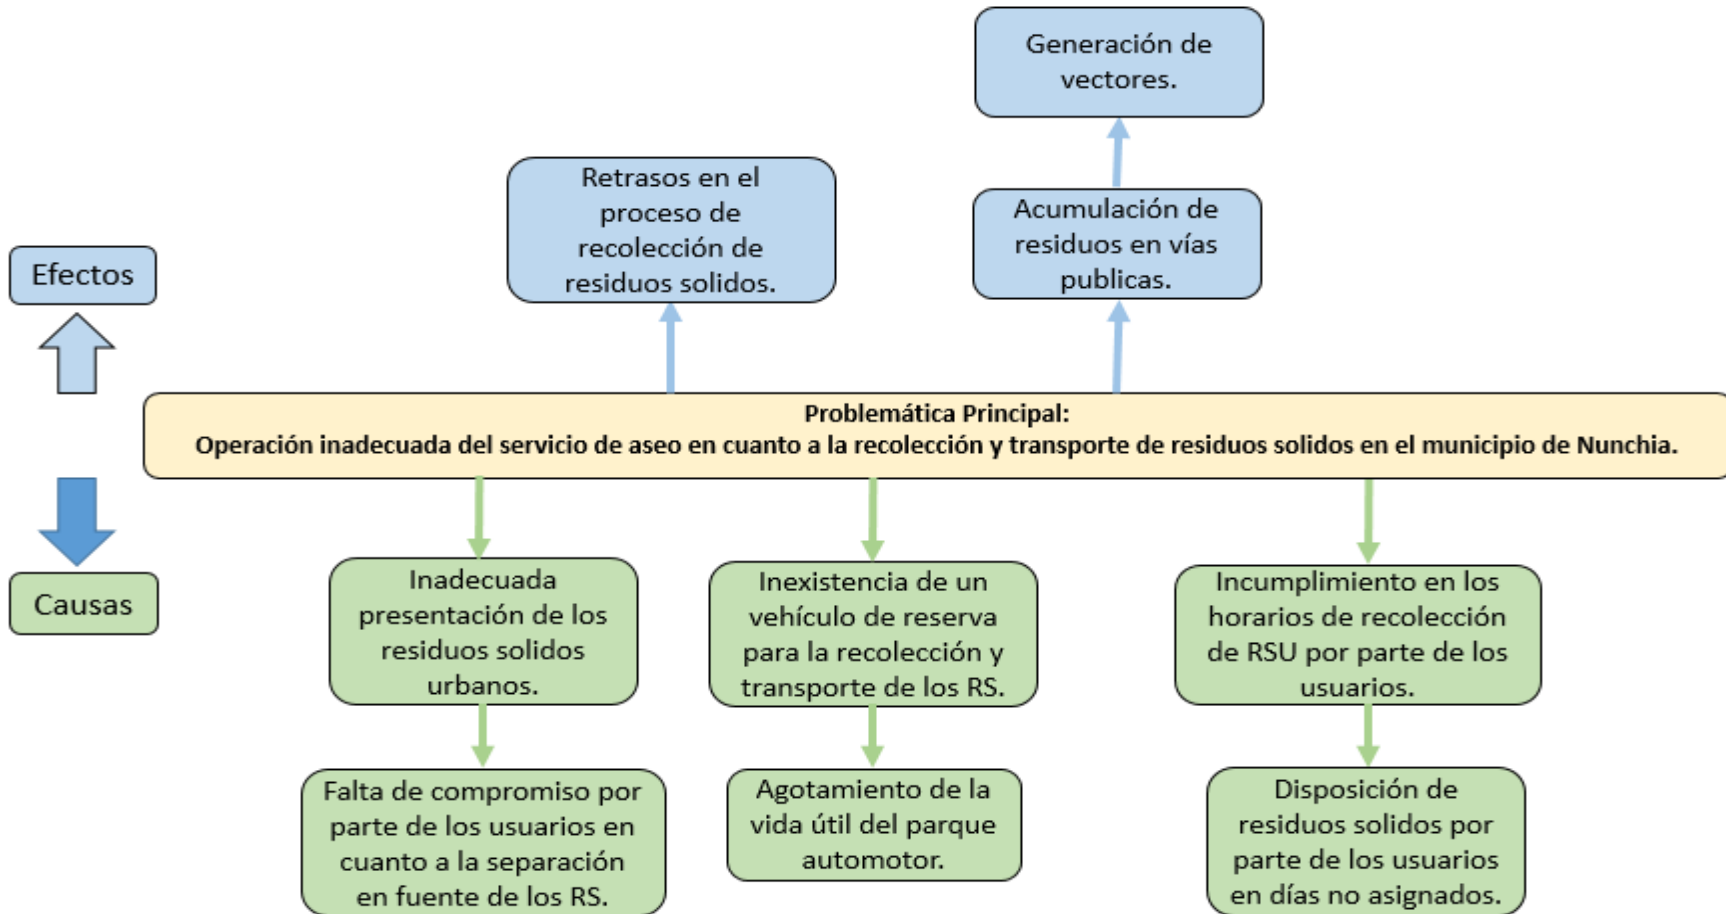 Generación de
vectores.
Retrasos en el
proceso de
recolección de
residuos solidos.
Acumulación de
residuos en vías
publicas.
Efectos
Problemática Principal:
Operación inadecuada del servicio de aseo en cuanto a la recolección y transporte de residuos solidos en el municipio de Nunchia.
Causas
Inadecuada
presentación de los
residuos solidos
urbanos.
Inexistencia de un
vehículo de reserva
para la recolección y
transporte de los RS.
Incumplimiento en los
horarios de recolección
de RSU por parte de los
usuarios.
Falta de compromiso por
parte de los usuarios en
cuanto a la separación
en fuente de los RS.
Agotamiento de la
vida útil del parque
automotor.
Disposición de
residuos solidos por
parte de los usuarios
en días no asignados.